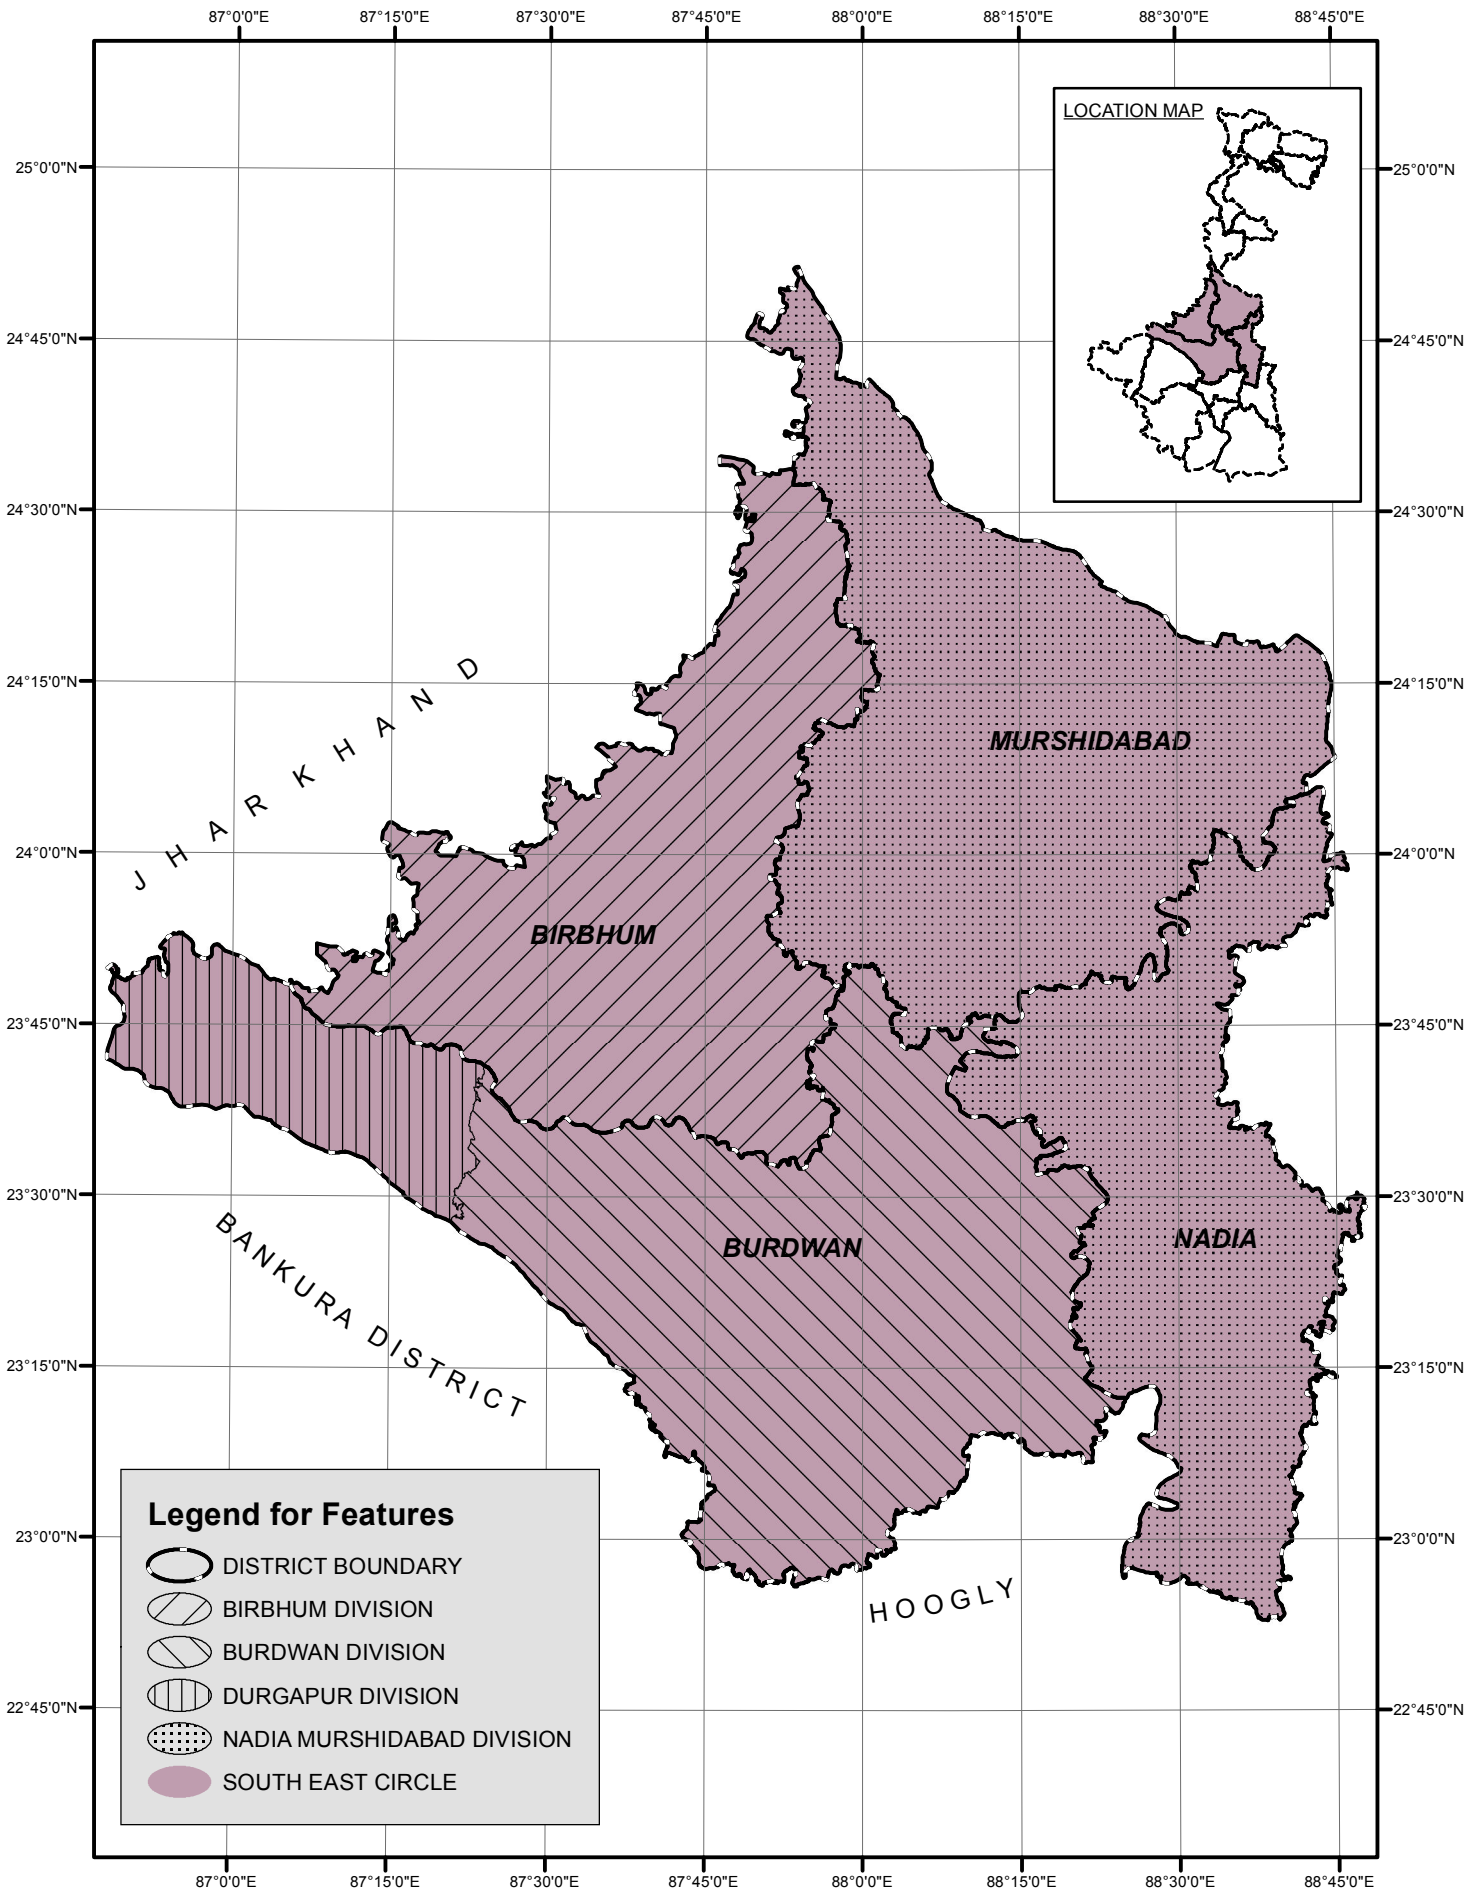 87°0'0"E 87°15'0"E 87°30'0"E 87°45'0"E 88°0'0"E 88°15'0"E 88°30'0"E 88°45'0"E
LOCATION MAP
25°0'0"N 25°0'0"N
24°45'0"N 24°45'0"N
24°30'0"N 24°30'0"N
24°15'0"N 24°15'0"N
JHARKHAND
MURSHIDABAD
24°0'0"N 24°0'0"N
BIRBHUM
23°45'0"N 23°45'0"N
23°30'0"N 23°30'0"N
BANKURA DISTRICT
BURDWAN
NADIA
23°15'0"N 23°15'0"N
Legend for Features
23°0'0"N 23°0'0"N
DISTRICT BOUNDARY
HOOGLY
BIRBHUM DIVISION
BURDWAN DIVISION
DURGAPUR DIVISION
22°45'0"N 22°45'0"N
NADIA MURSHIDABAD DIVISION
SOUTH EAST CIRCLE
87°0'0"E 87°15'0"E 87°30'0"E 87°45'0"E 88°0'0"E 88°15'0"E 88°30'0"E 88°45'0"E